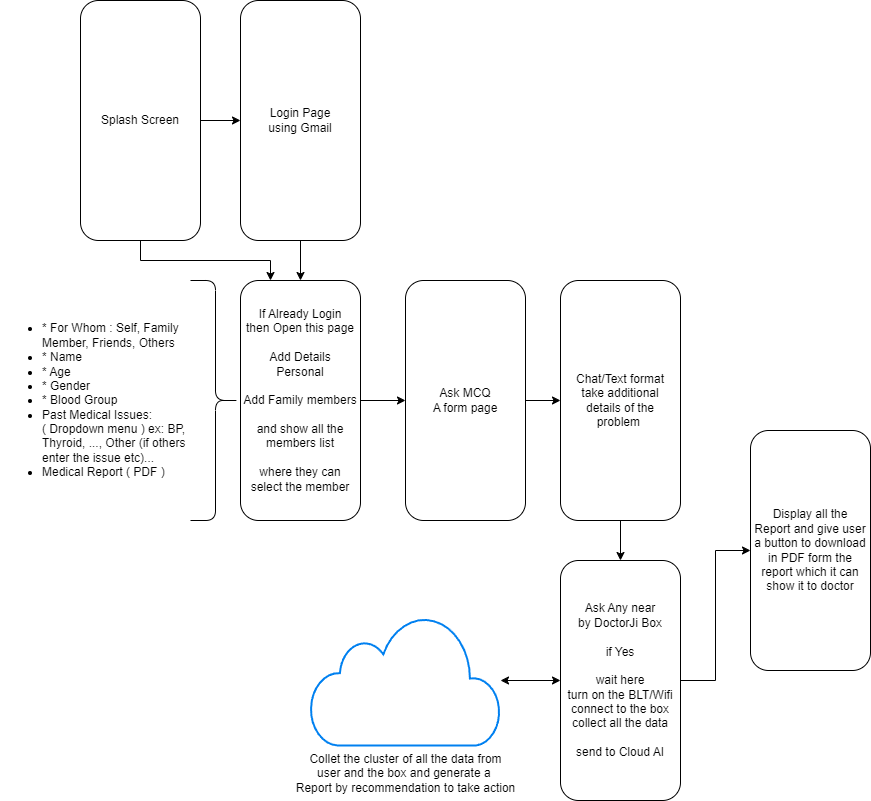 Splash Screen
Login Page
using Gmail
* For Whom : Self, Family
Member, Friends, Others
* Name
* Age
* Gender
* Blood Group
Past Medical Issues:
( Dropdown menu ) ex: BP,
Thyroid, ..., Other (if others
enter the issue etc)...
Medical Report ( PDF )
If Already Login
then Open this page
Add Details
Personal
Add Family members
and show all the
members list
where they can
select the member
Ask MCQ
A form page
Chat/Text format
take additional
details of the
problem
Ask Any near
by DoctorJi Box
if Yes
wait here
turn on the BLT/Wifi
connect to the box
collect all the data
send to Cloud AI
Collet the cluster of all the data from
user and the box and generate a
Report by recommendation to take action
Display all the
Report and give user
a button to download
in PDF form the
report which it can
show it to doctor